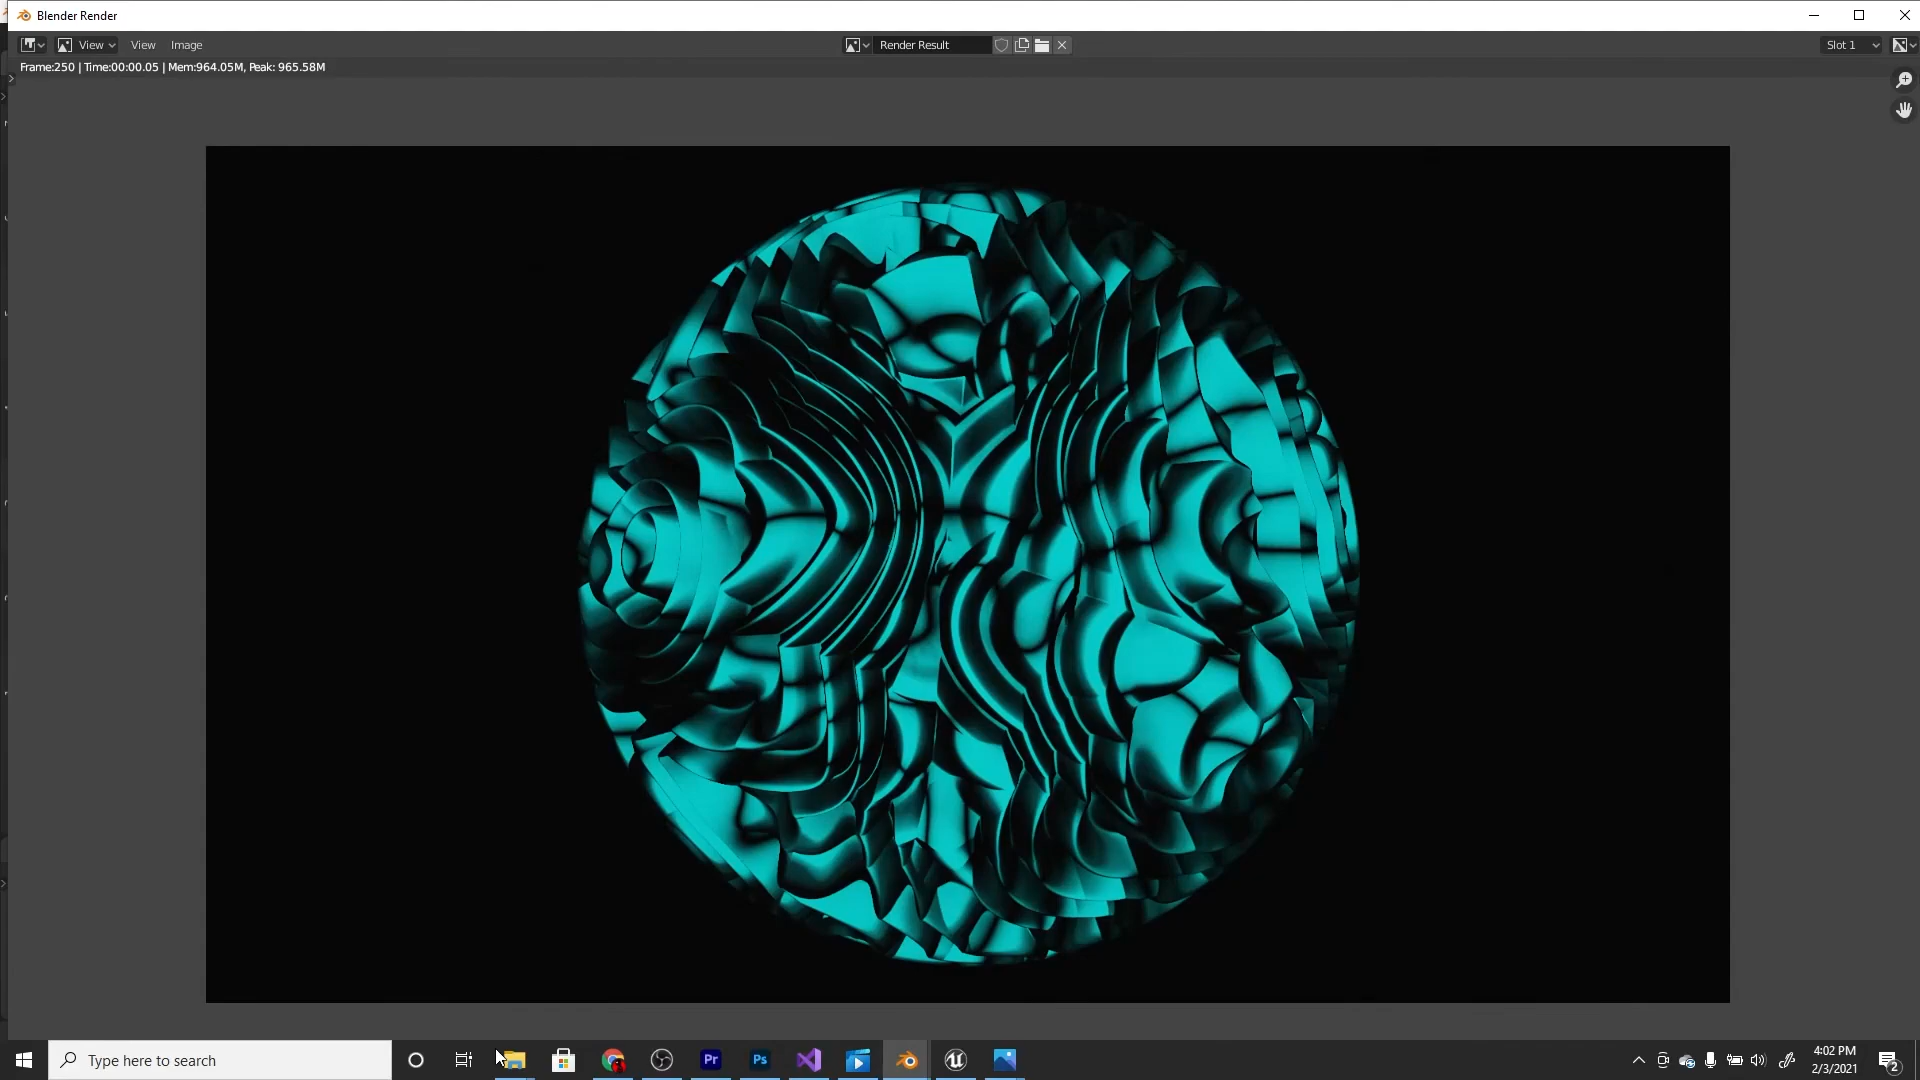 Blender Render
View View Image Render Result Slot 1
Frame:250 | Time:00:00.05 | Mem:964.05M, Peak: 965.58M
Type here to search
Pr Ps
4:02 PM
2/3/2021
2